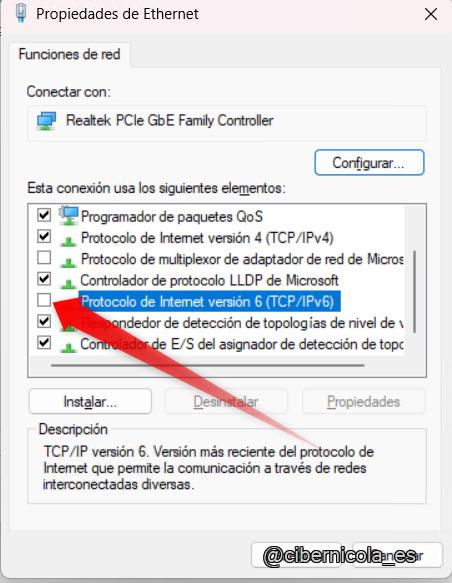 Propiedades de Ethernet
Funciones de red
Conectar con:
Realtek PCIe GbE Family Controller
Configurar...
Esta conexión usa los siguientes elementos:
Programador de paquetes QoS
Protocolo de Internet versión 4 (TCP/IPv4)
Protocolo de multiplexor de adaptador de red de Micros
Controlador de protocolo LLDP de Microsoft
Protocolo de Internet versión 6 (TCP/IPv6)
Respondedor de detección de topologías de nivel de v
Controlador de E/S del asignador de detección de topo
Instalar...
Desinstalar
Propiedades
Descripción
TCP/IP versión 6. Versión más reciente del protocolo de
Internet que permite la comunicación a través de redes
interconectadas diversas.
@cibernicola_es